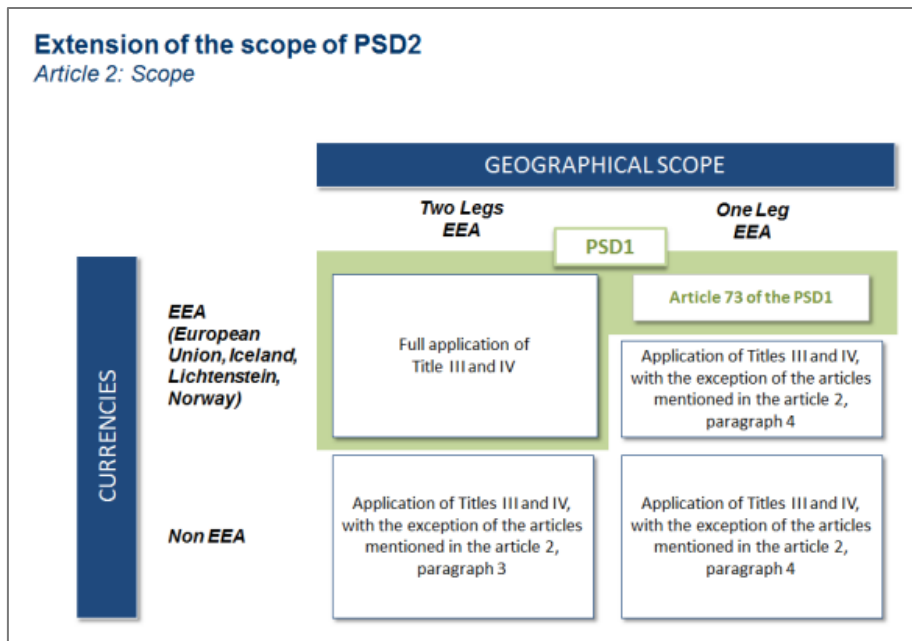 Extension of the scope of PSD2
Article 2: Scope
GEOGRAPHICAL SCOPE
Two Legs
EEA
One Leg
EEA
PSD1
CURRENCIES
EEA
(European
Union, Iceland,
Lichtenstein,
Norway)
Full application of
Title III and IV
Article 73 of the PSD1
Application of Titles III and IV,
with the exception of the articles
mentioned in the article 2,
paragraph 4
Non EEA
Application of Titles III and IV,
with the exception of the articles
mentioned in the article 2,
paragraph 3
Application of Titles III and IV,
with the exception of the articles
mentioned in the article 2,
paragraph 4